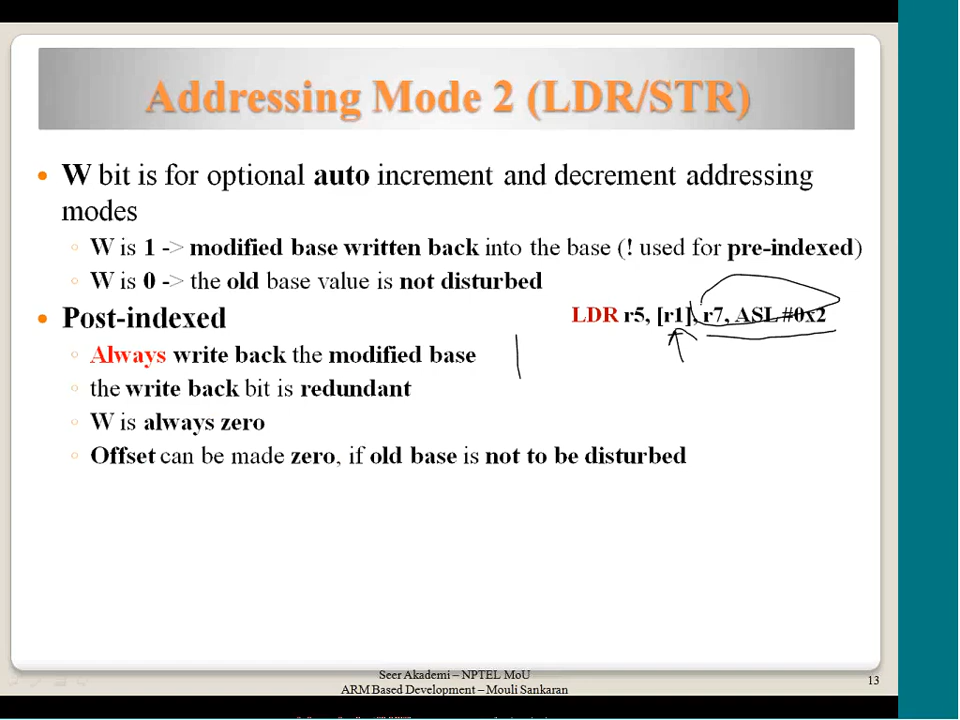 Addressing Mode 2 (LDR/STR)
• W bit is for optional auto increment and decrement addressing
modes
◦ W is 1 -> modified base written back into the base (! used for pre-indexed)
◦ W is 0 -> the old base value is not disturbed
• Post-indexed
LDR r5, [r1], r7, ASL #0x2
◦ Always write back the modified base
◦ the write back bit is redundant
◦ W is always zero
◦ Offset can be made zero, if old base is not to be disturbed
Seer Akademi – NPTEL MoU
ARM Based Development – Mouli Sankaran
13